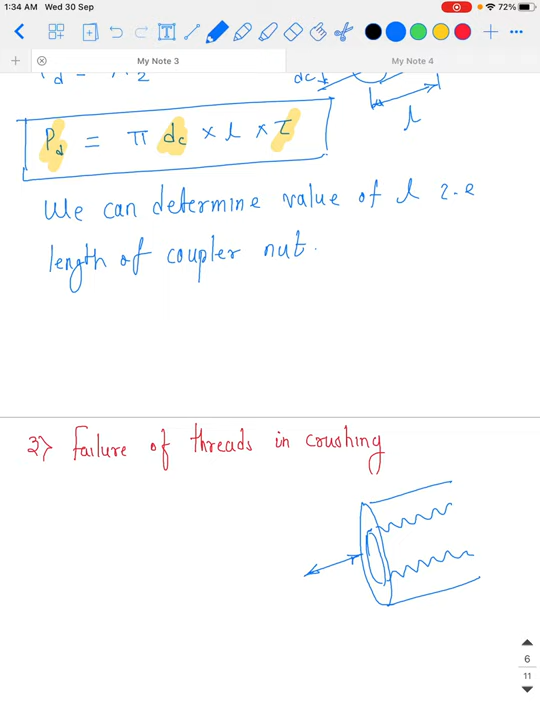 1:34 AM Wed 30 Sep
72%
My Note 3
My Note 4
dc
l
Pd = π dc × l × τ
We can determine value of l i.e
length of coupler nut.
3) Failure of threads in crushing
6
11